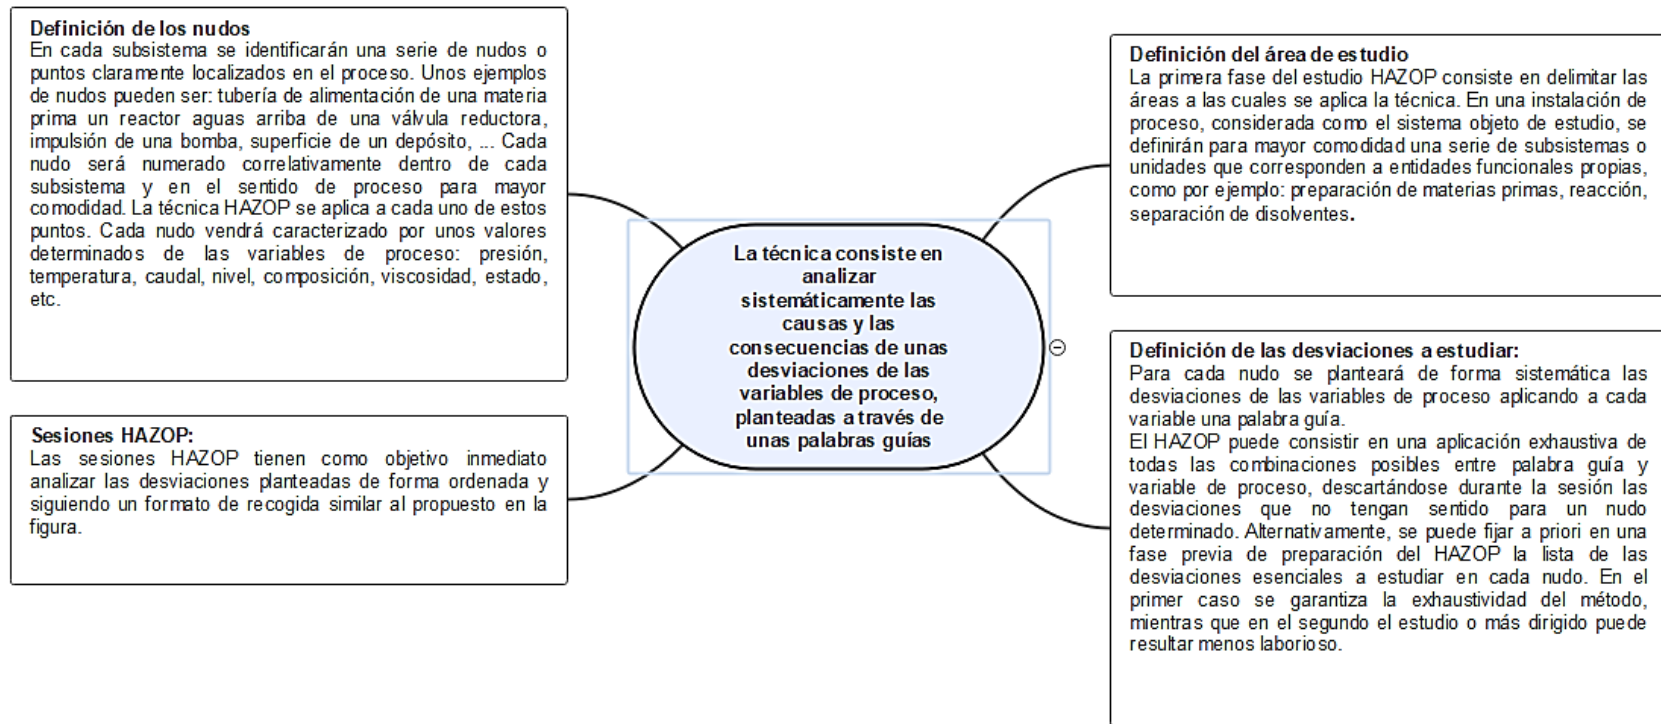 Definición de los nudos
En cada subsistema se identificarán una serie de nudos o
puntos claramente localizados en el proceso. Unos ejemplos
de nudos pueden ser: tubería de alimentación de una materia
prima un reactor aguas arriba de una válvula reductora,
impulsión de una bomba, superficie de un depósito, ... Cada
nudo será numerado correlativamente dentro de cada
subsistema y en el sentido de proceso para mayor
comodidad. La técnica HAZOP se aplica a cada uno de estos
puntos. Cada nudo vendrá caracterizado por unos valores
determinados de las variables de proceso: presión,
temperatura, caudal, nivel, composición, viscosidad, estado,
etc.
Sesiones HAZOP:
Las sesiones HAZOP tienen como objetivo inmediato
analizar las desviaciones planteadas de forma ordenada y
siguiendo un formato de recogida similar al propuesto en la
figura.
La técnica consiste en
analizar
sistemáticamente las
causas y las
consecuencias de unas
desviaciones de las
variables de proceso,
planteadas a través de
unas palabras guías
Definición del área de estudio
La primera fase del estudio HAZOP consiste en delimitar las
áreas a las cuales se aplica la técnica. En una instalación de
proceso, considerada como el sistema objeto de estudio, se
definirán para mayor comodidad una serie de subsistemas o
unidades que corresponden a entidades funcionales propias,
como por ejemplo: preparación de materias primas, reacción,
separación de disolventes.
Definición de las desviaciones a estudiar:
Para cada nudo se planteará de forma sistemática las
desviaciones de las variables de proceso aplicando a cada
variable una palabra guía.
El HAZOP puede consistir en una aplicación exhaustiva de
todas las combinaciones posibles entre palabra guía y
variable de proceso, descartándose durante la sesión las
desviaciones que no tengan sentido para un nudo
determinado. Alternativamente, se puede fijar a priori en una
fase previa de preparación del HAZOP la lista de las
desviaciones esenciales a estudiar en cada nudo. En el
primer caso se garantiza la exhaustividad del método,
mientras que en el segundo el estudio o más dirigido puede
resultar menos laborioso.